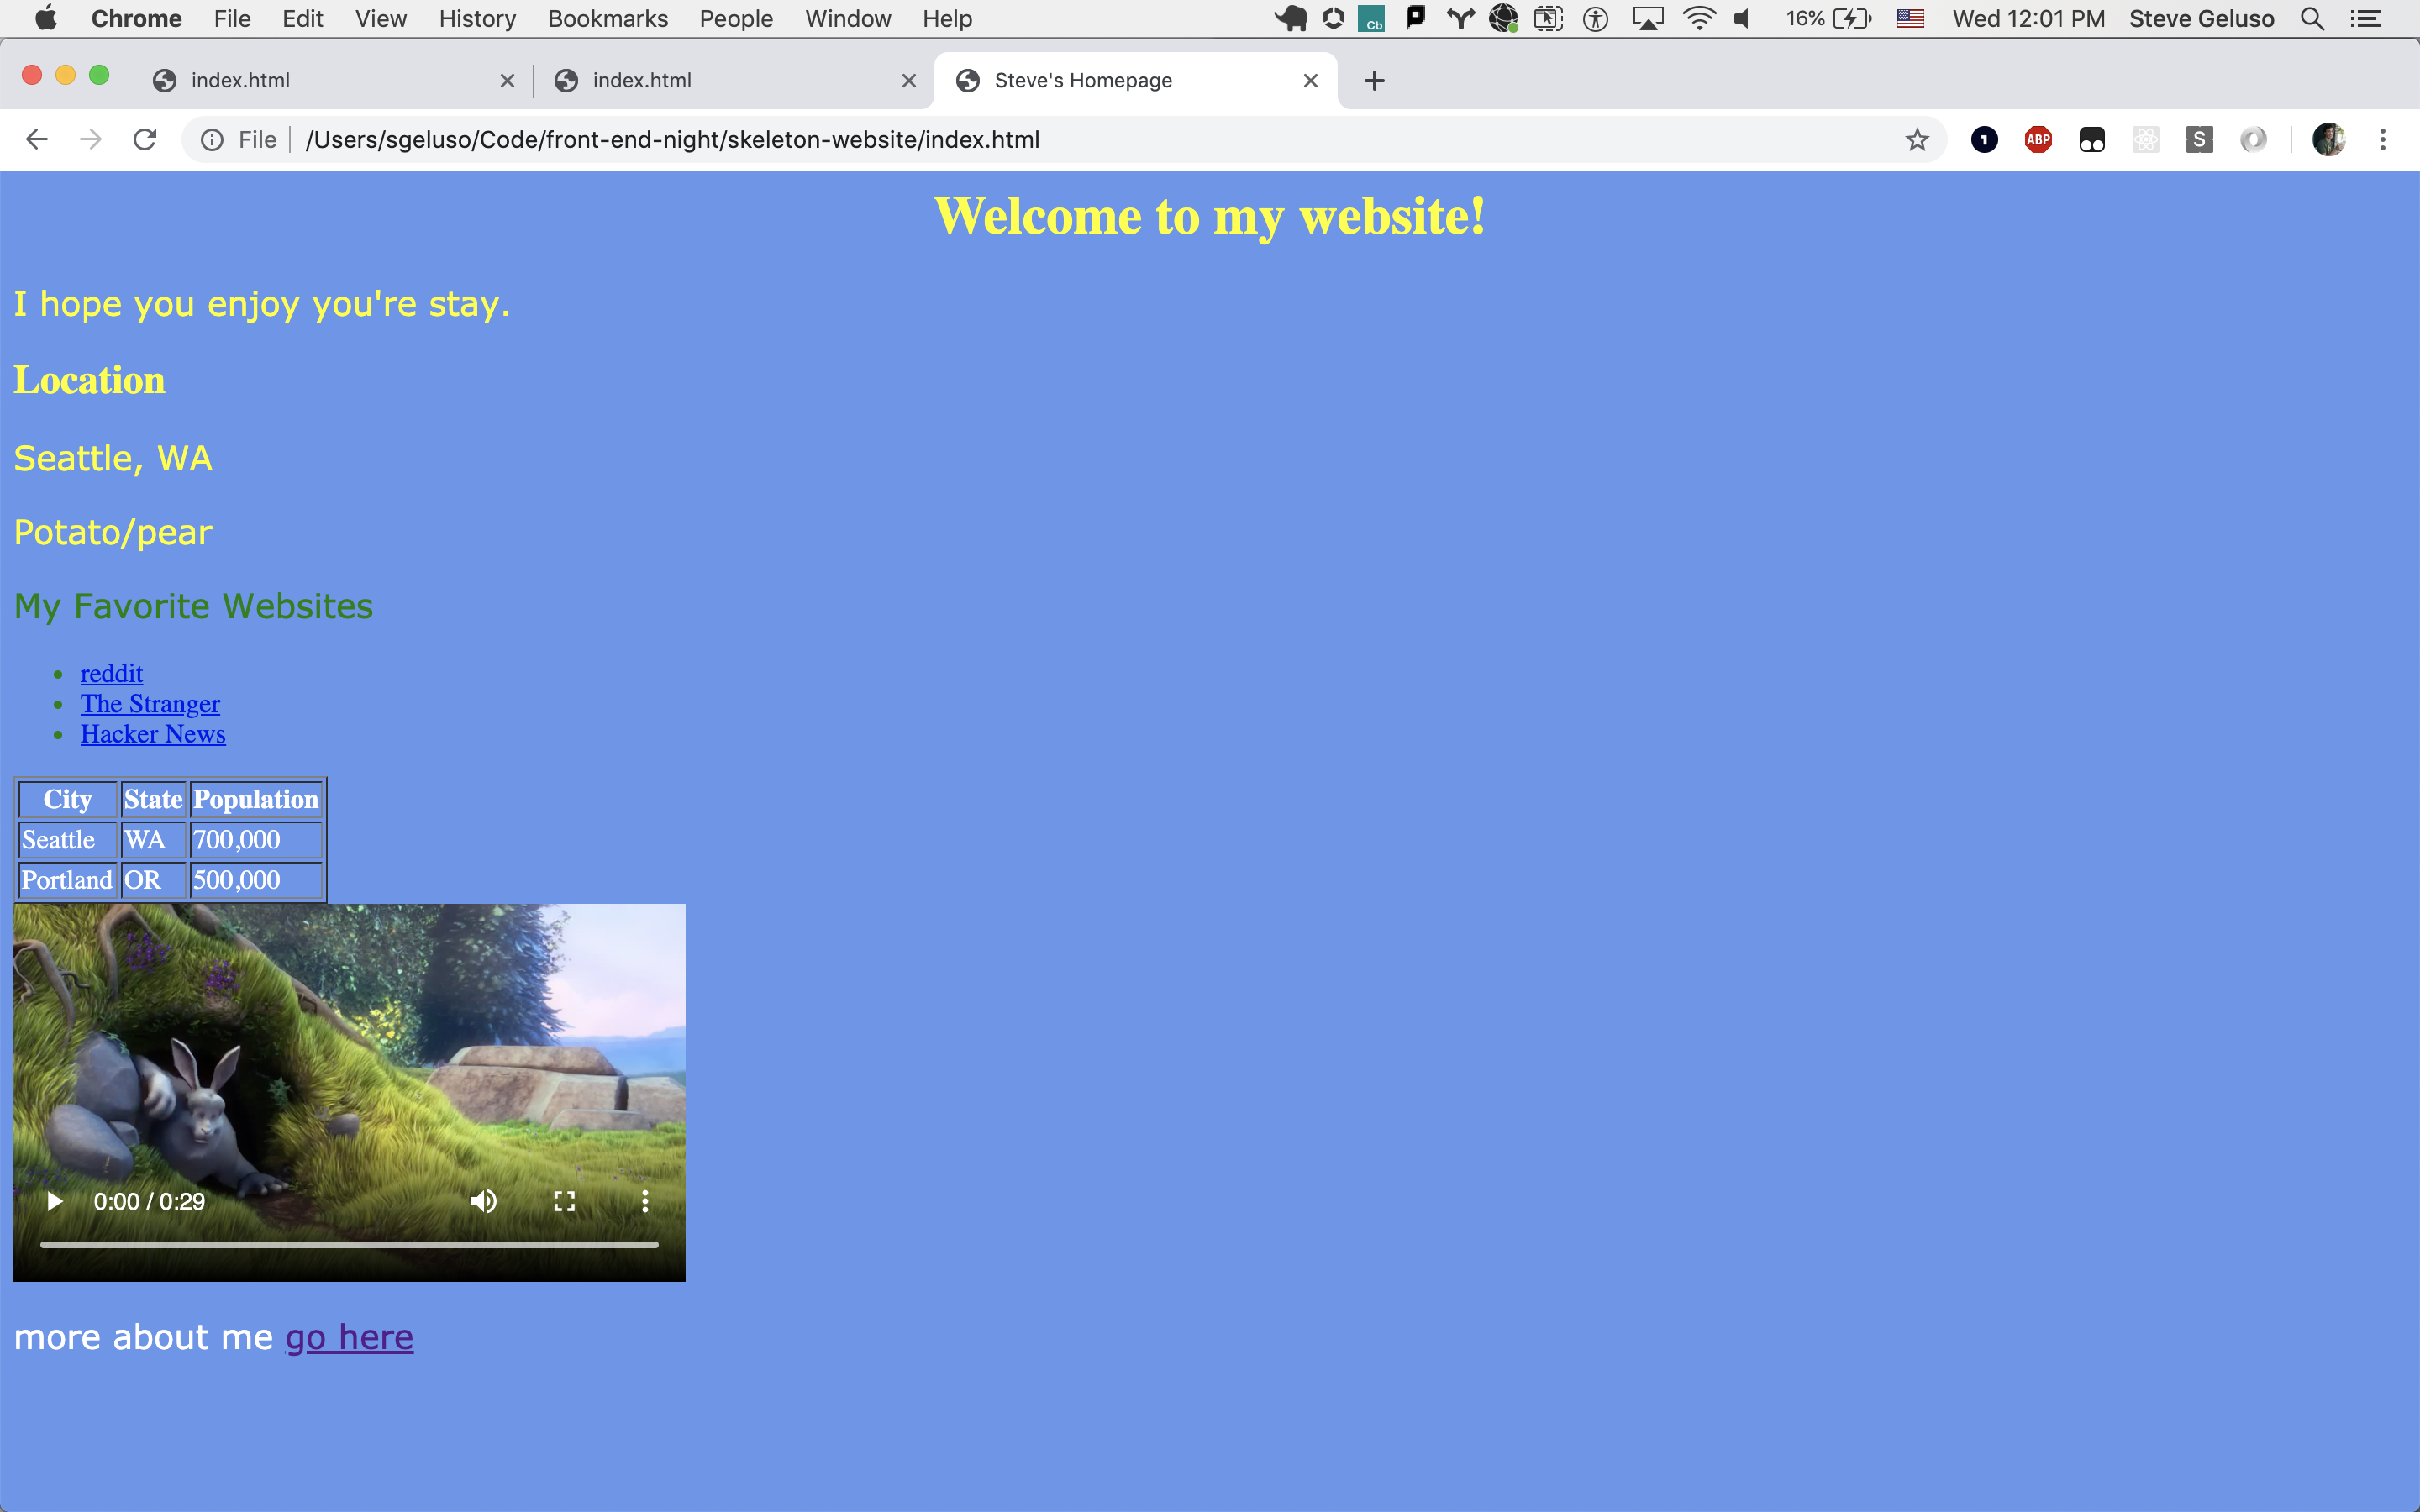 Chrome File Edit View History Bookmarks People Window Help Cb 16% Wed 12:01 PM Steve Geluso
index.html index.html Steve's Homepage
File /Users/sgeluso/Code/front-end-night/skeleton-website/index.html 1 ABP S
Welcome to my website!
I hope you enjoy you're stay.
Location
Seattle, WA
Potato/pear
My Favorite Websites
reddit
The Stranger
Hacker News
City State Population
Seattle WA 700,000
Portland OR 500,000
0:00 / 0:29
more about me go here